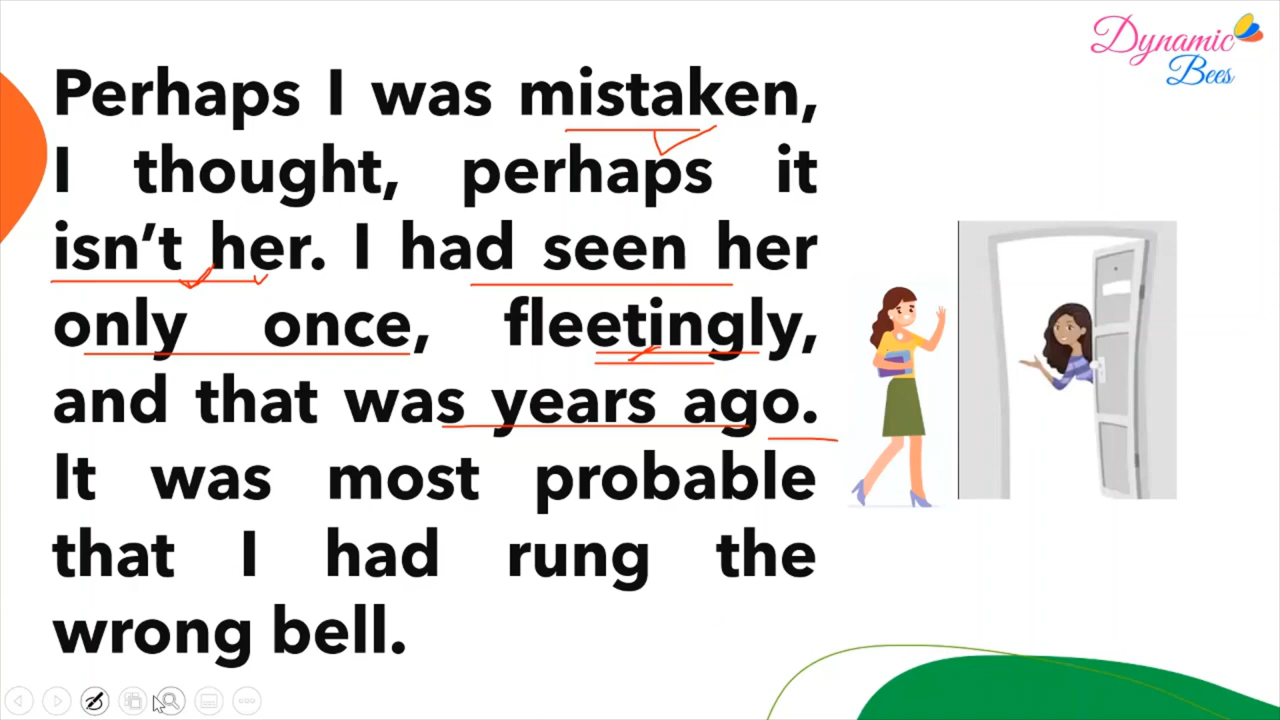 Dynamic
Bees
Perhaps I was mistaken,
I thought, perhaps it
isn’t her. I had seen her
only once, fleetingly,
and that was years ago.
It was most probable
that I had rung the
wrong bell.